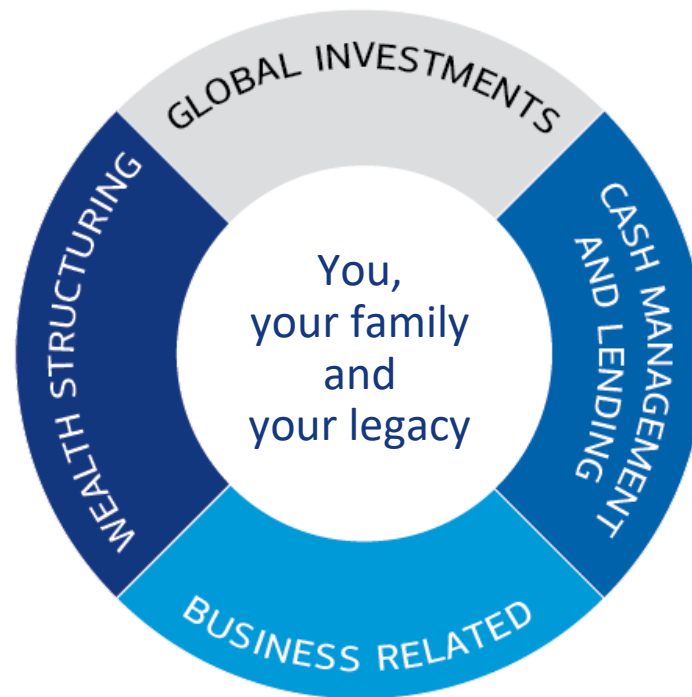 GLOBAL INVESTMENTS
CASH MANAGEMENT
AND LENDING
BUSINESS RELATED
WEALTH STRUCTURING
You,
your family
and
your legacy